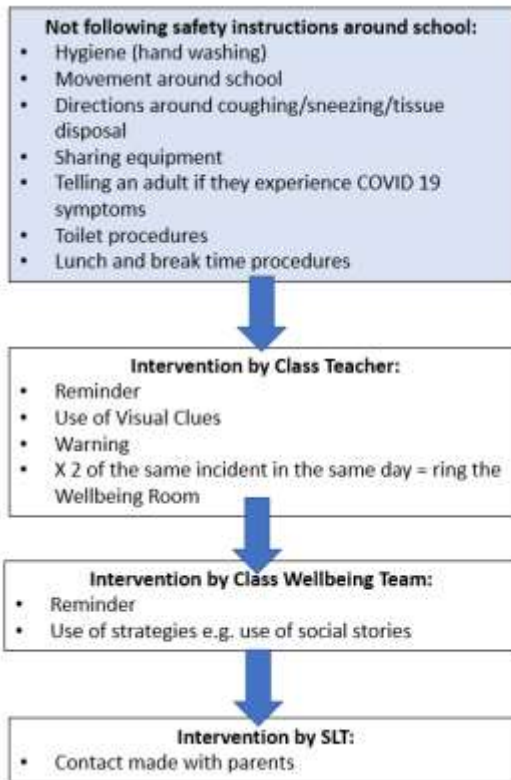 Not following safety instructions around school:
• Hygiene (hand washing)
• Movement around school
• Directions around coughing/sneezing/tissue
disposal
• Sharing equipment
• Telling an adult if they experience COVID 19
symptoms
• Toilet procedures
• Lunch and break time procedures
Intervention by Class Teacher:
• Reminder
• Use of Visual Clues
• Warning
• X 2 of the same incident in the same day = ring the
Wellbeing Room
Intervention by Class Wellbeing Team:
• Reminder
• Use of strategies e.g. use of social stories
Intervention by SLT:
• Contact made with parents